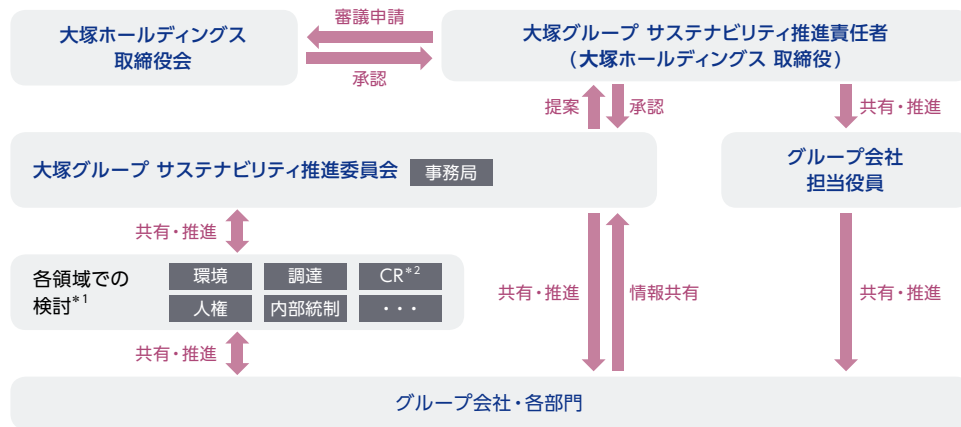 大塚ホールディングス
取締役会
審議申請
承認
大塚グループ サステナビリティ推進責任者
(大塚ホールディングス 取締役)
提案
承認
共有・推進
大塚グループ サステナビリティ推進委員会
事務局
グループ会社
担当役員
共有・推進
各領域での
検討*1
環境
調達
CR*2
人権
内部統制
・・・
共有・推進
情報共有
共有・推進
共有・推進
グループ会社・各部門